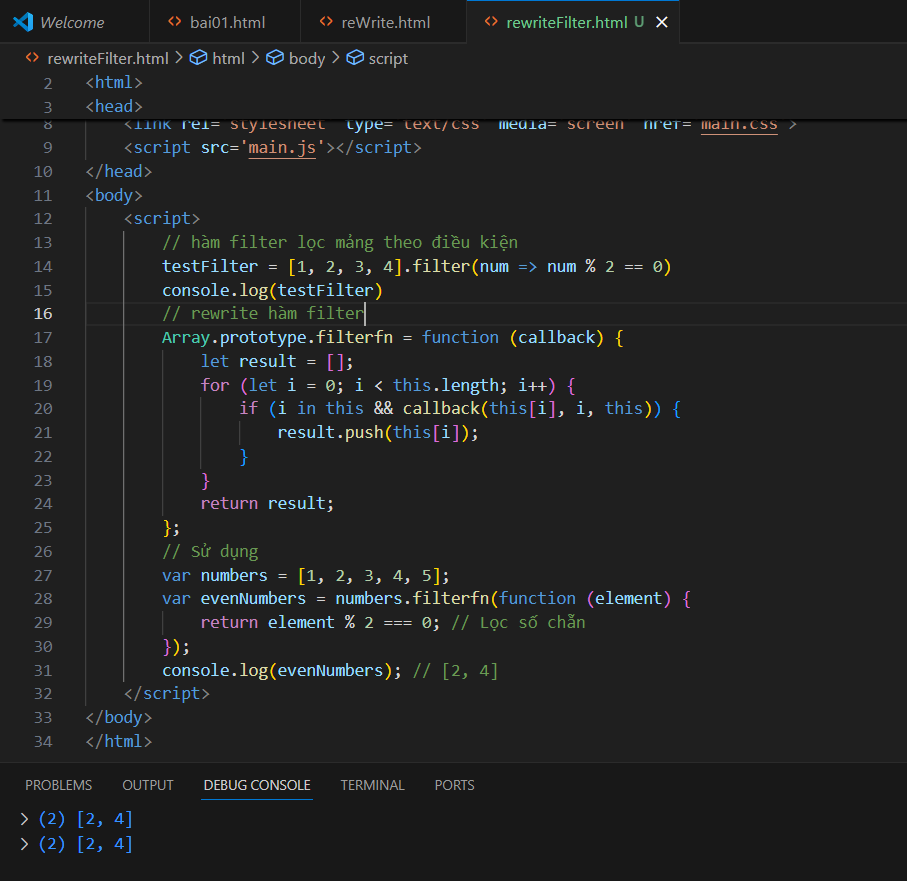 Welcome
bai01.html
reWrite.html
rewriteFilter.html U
rewriteFilter.html > html > body > script
2 <html>
3 <head>
8 <link rel="stylesheet" type="text/css" media="screen" href="main.css">
9 <script src='main.js'></script>
10 </head>
11 <body>
12 <script>
13 // hàm filter lọc mảng theo điều kiện
14 testFilter = [1, 2, 3, 4].filter(num => num % 2 == 0)
15 console.log(testFilter)
16 // rewrite hàm filter
17 Array.prototype.filterfn = function (callback) {
18 let result = [];
19 for (let i = 0; i < this.length; i++) {
20 if (i in this && callback(this[i], i, this)) {
21 result.push(this[i]);
22 }
23 }
24 return result;
25 };
26 // Sử dụng
27 var numbers = [1, 2, 3, 4, 5];
28 var evenNumbers = numbers.filterfn(function (element) {
29 return element % 2 === 0; // Lọc số chẵn
30 });
31 console.log(evenNumbers); // [2, 4]
32 </script>
33 </body>
34 </html>
PROBLEMS OUTPUT DEBUG CONSOLE TERMINAL PORTS
> (2) [2, 4]
> (2) [2, 4]